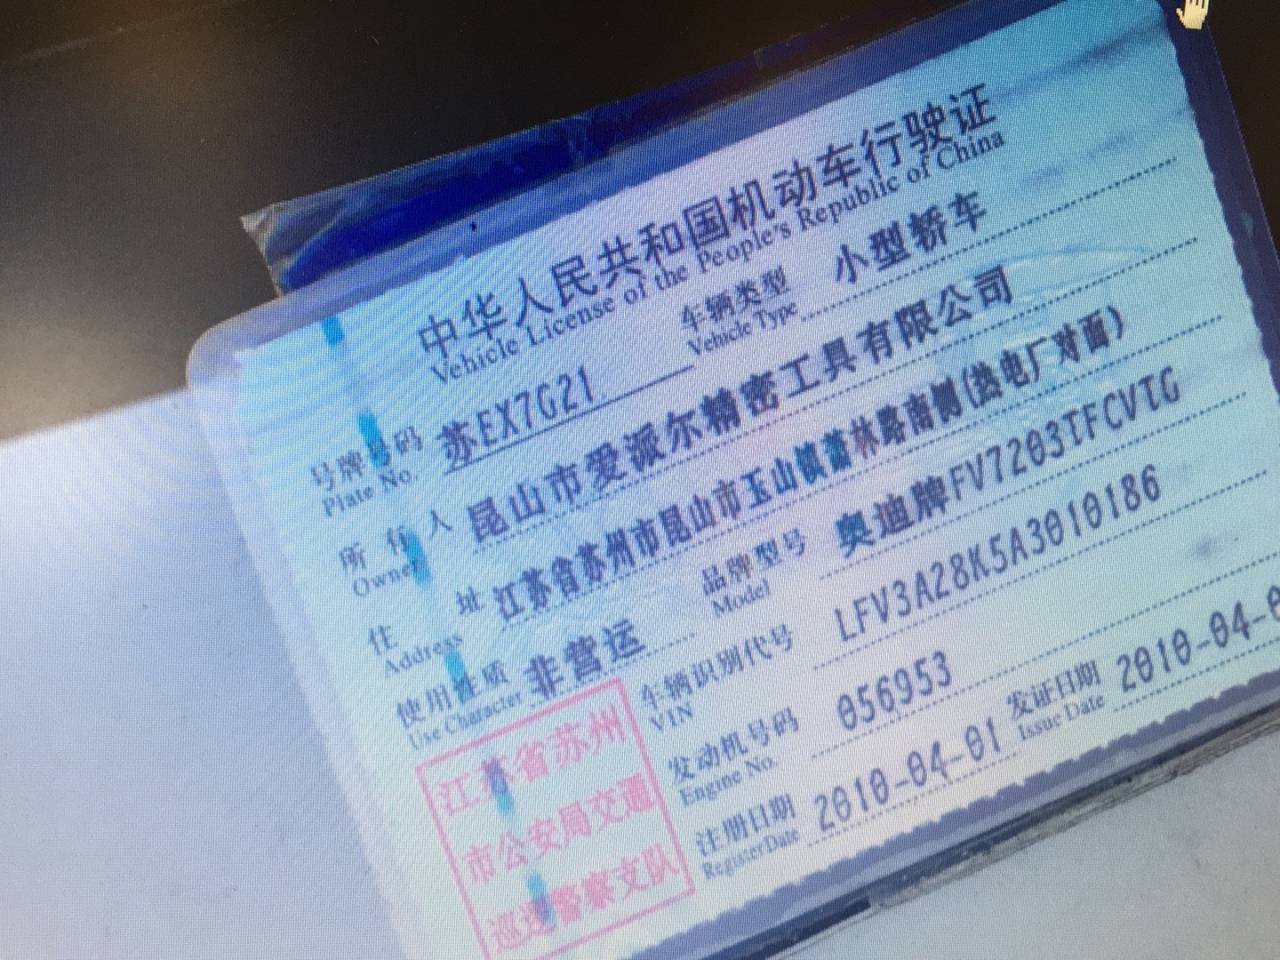 中华人民共和国机动车行驶证
Vehicle License of the People's Republic of China
号牌号码 苏EX7G21 车辆类型 小型轿车
Plate No. Vehicle Type
所有人 昆山市爱派尔精密工具有限公司
Owner
住址 江苏省苏州市昆山市玉山镇萧林路南侧(热电厂对面)
Address
使用性质 非营运 品牌型号 奥迪牌FV7203TFCVTG
Use Character Model
车辆识别代号 LFV3A28K5A3010186
VIN
发动机号码 056953
Engine No.
注册日期 2010-04-01 发证日期 2010-04-0
Register Date Issue Date
江苏省苏州
市公安局交通
巡逻警察支队